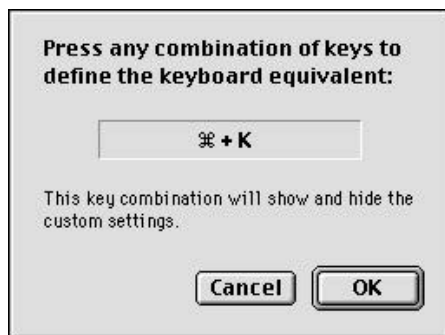 Press any combination of keys to
define the keyboard equivalent:
⌘ + K
This key combination will show and hide the
custom settings.
Cancel OK